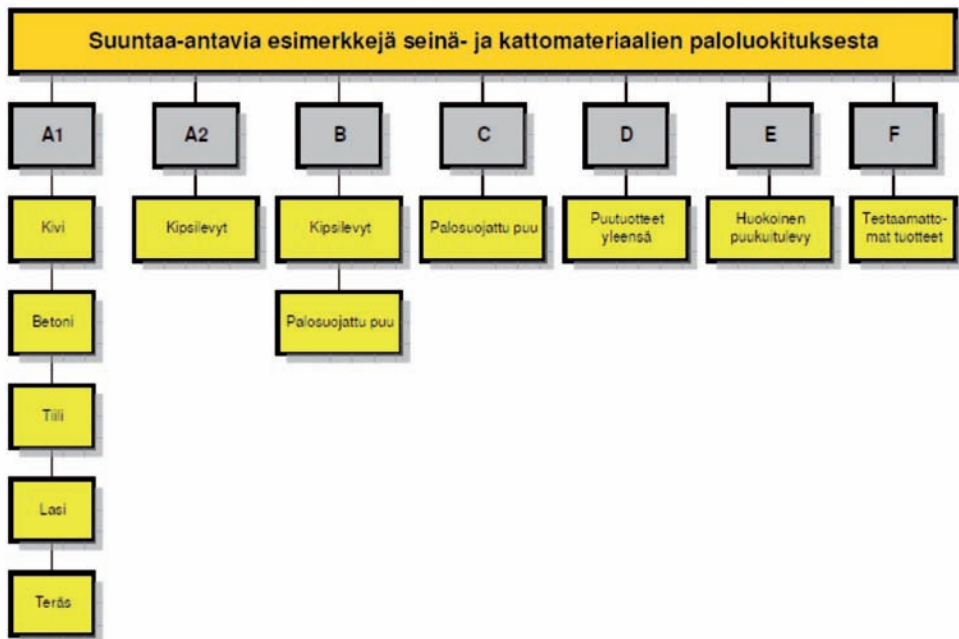 Suuntaa-antavia esimerkkejä seinä- ja kattomateriaalien paloluokituksesta
A1
A2
B
C
D
E
F
Kivi
Kipsilevyt
Kipsilevyt
Palosuojattu puu
Puutuotteet
yleensä
Huokoinen
puukuitulevy
Testaamatto-
mat tuotteet
Betoni
Palosuojattu puu
Tiili
Lasi
Teräs